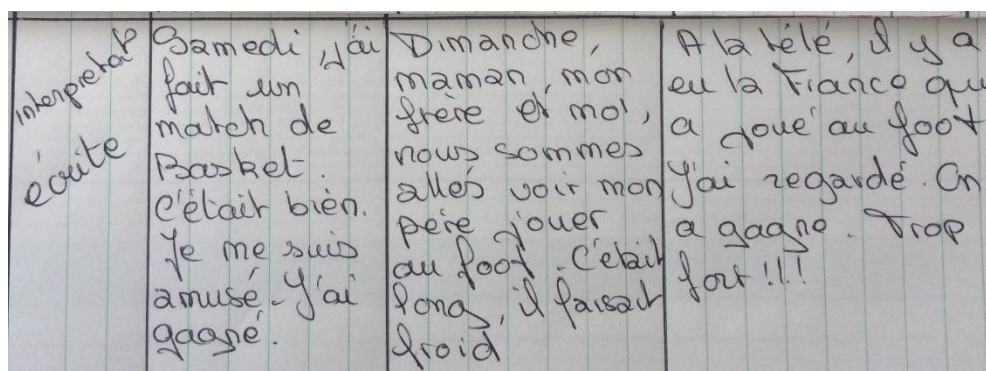 interprétat°
écrite
Samedi, j'ai
fait un
match de
Basket.
C'était bien.
Je me suis
amusé. J'ai
gagné.
Dimanche,
maman, mon
frère et moi,
nous sommes
allés voir mon
père jouer
au foot. C'était
long, il faisait
froid
A la télé, il y a
eu la France qui
a joué au foot
J'ai regardé. On
a gagné. Trop
fort !!!